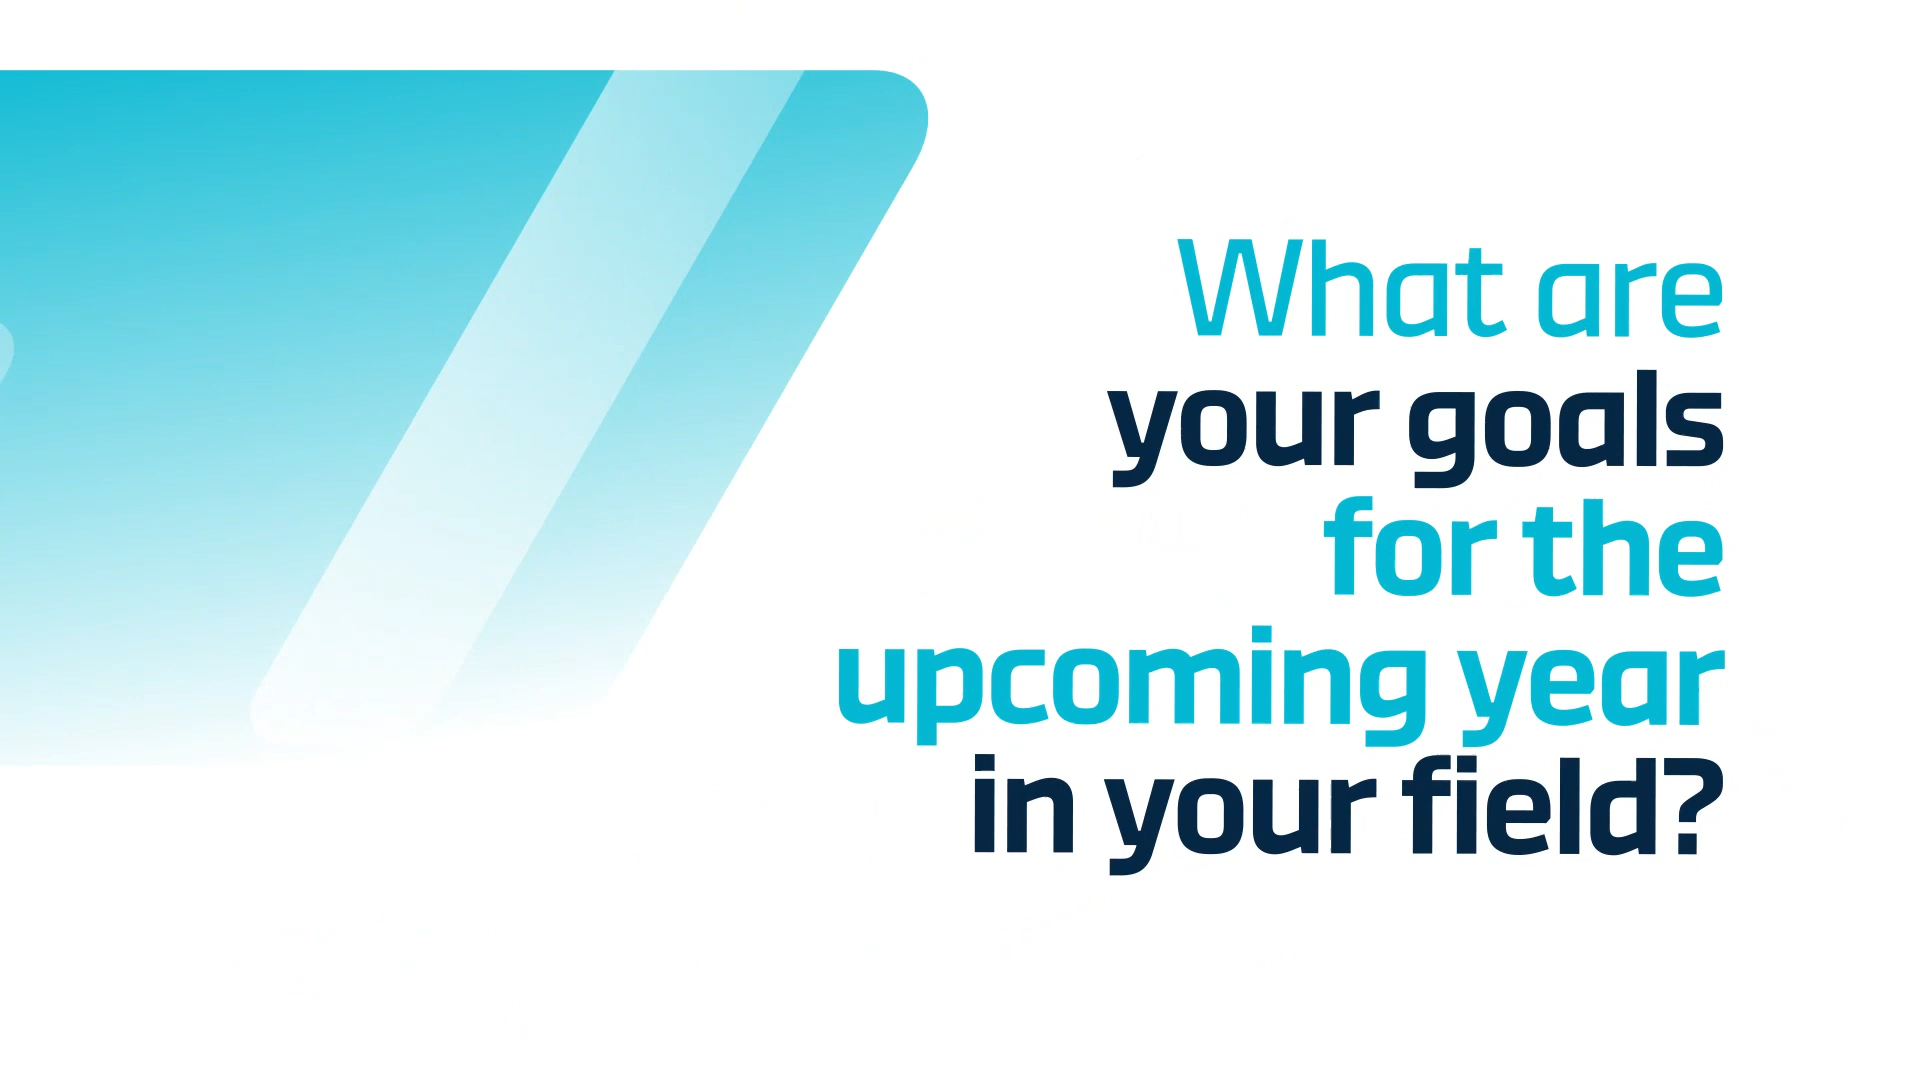 What are
your goals
for the
upcoming year
in your field?